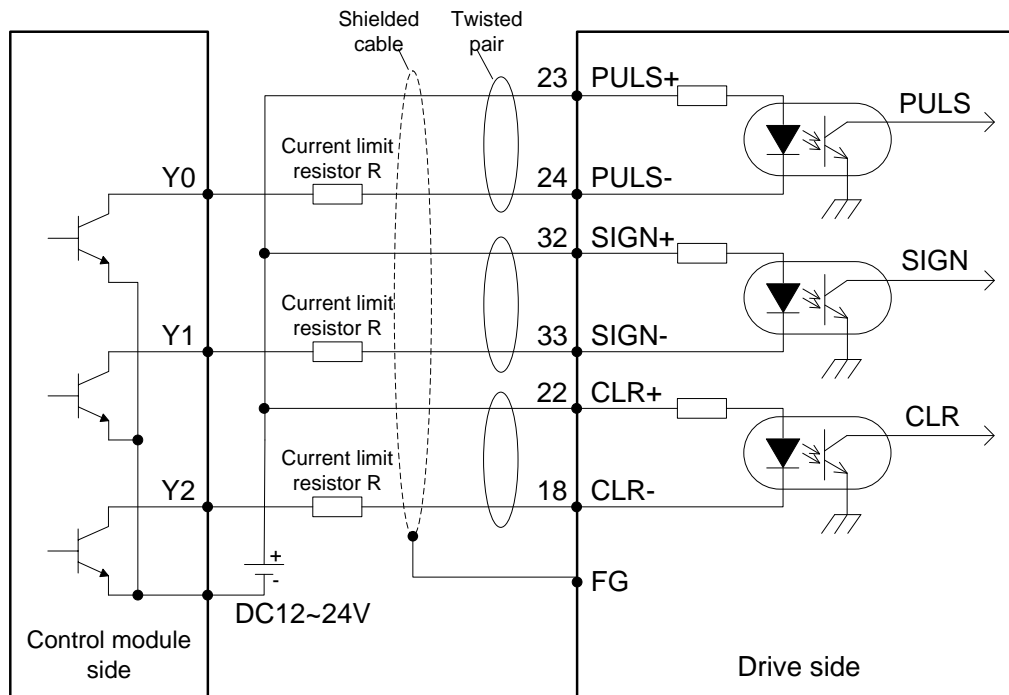 Shielded
cable
Twisted
pair
23
PULS+
PULS
Current limit
resistor R
Y0
24
PULS-
32
SIGN+
SIGN
Current limit
resistor R
Y1
33
SIGN-
22
CLR+
CLR
Current limit
resistor R
Y2
18
CLR-
+
-
FG
DC12~24V
Control module
side
Drive side